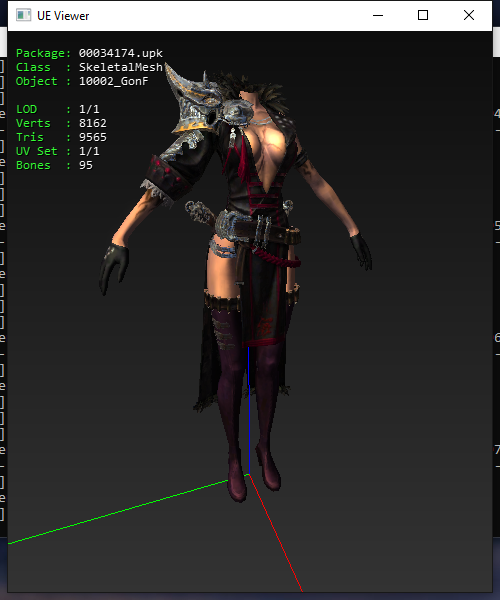 UE Viewer
Package: 00034174.upk
Class : SkeletalMesh
Object : 10002_GonF
LOD : 1/1
Verts : 8162
Tris : 9565
UV Set : 1/1
Bones : 95